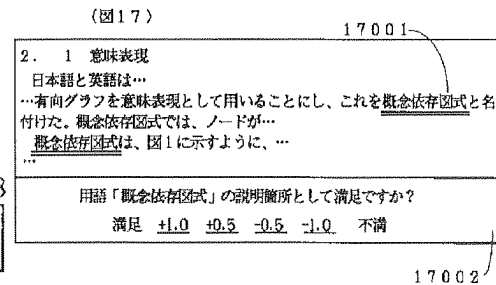 (図17)
17001
2. 1 意味表現
日本語と英語は…
…有向グラフを意味表現として用いることにし、これを概念依存図式と名
付けた。概念依存図式では、ノードが…
概念依存図式は、図1に示すように、…
…
用語「概念依存図式」の説明箇所として満足ですか?
満足 +1.0 +0.5 -0.5 -1.0 不満
17002